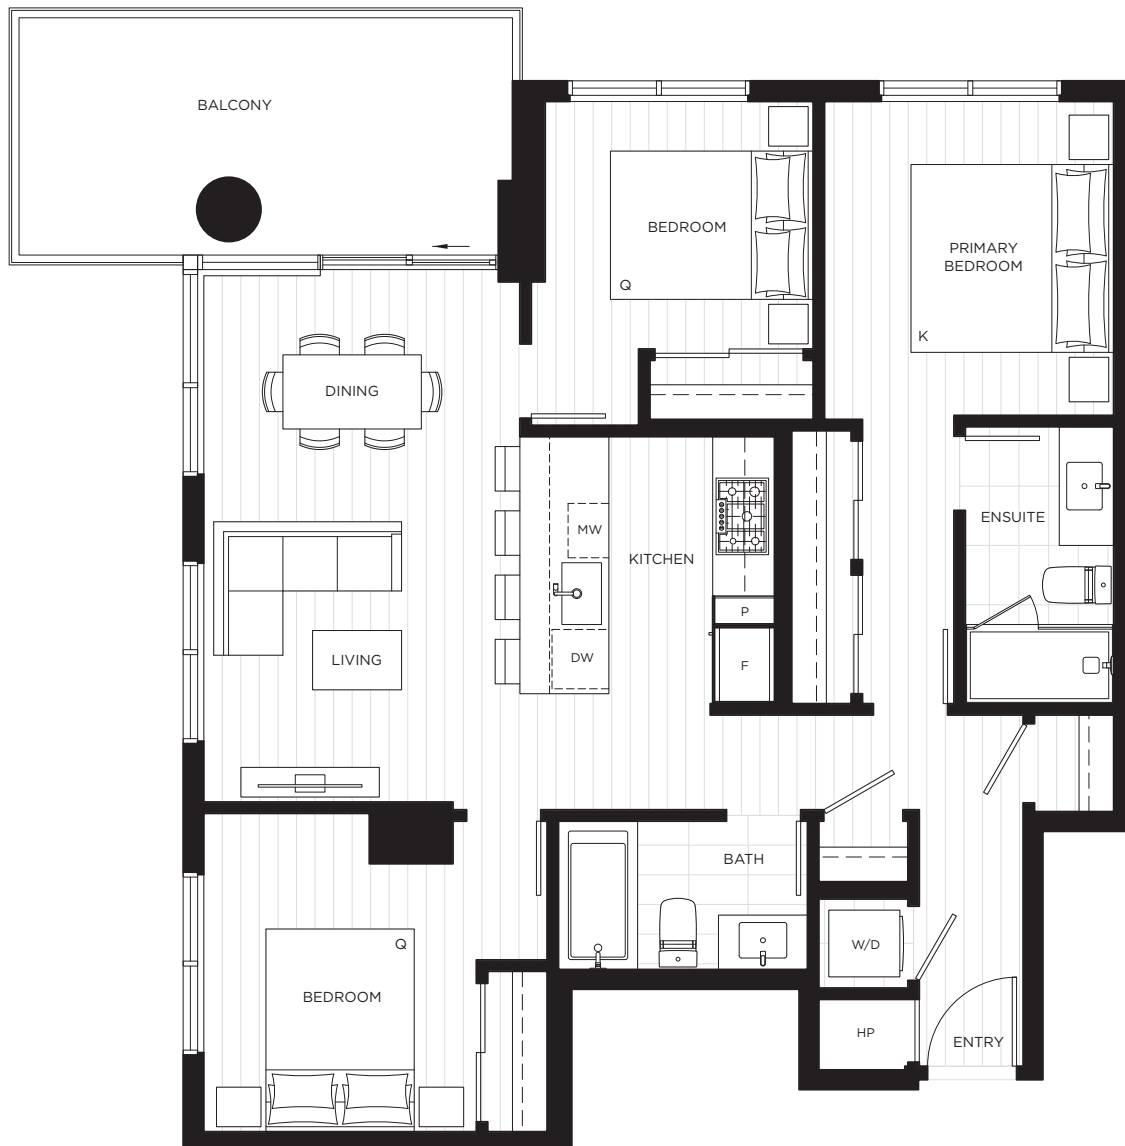 BALCONY
BEDROOM
Q
PRIMARY
BEDROOM
K
DINING
MW
KITCHEN
ENSUITE
P
DW
F
LIVING
BATH
Q
W/D
BEDROOM
HP
ENTRY